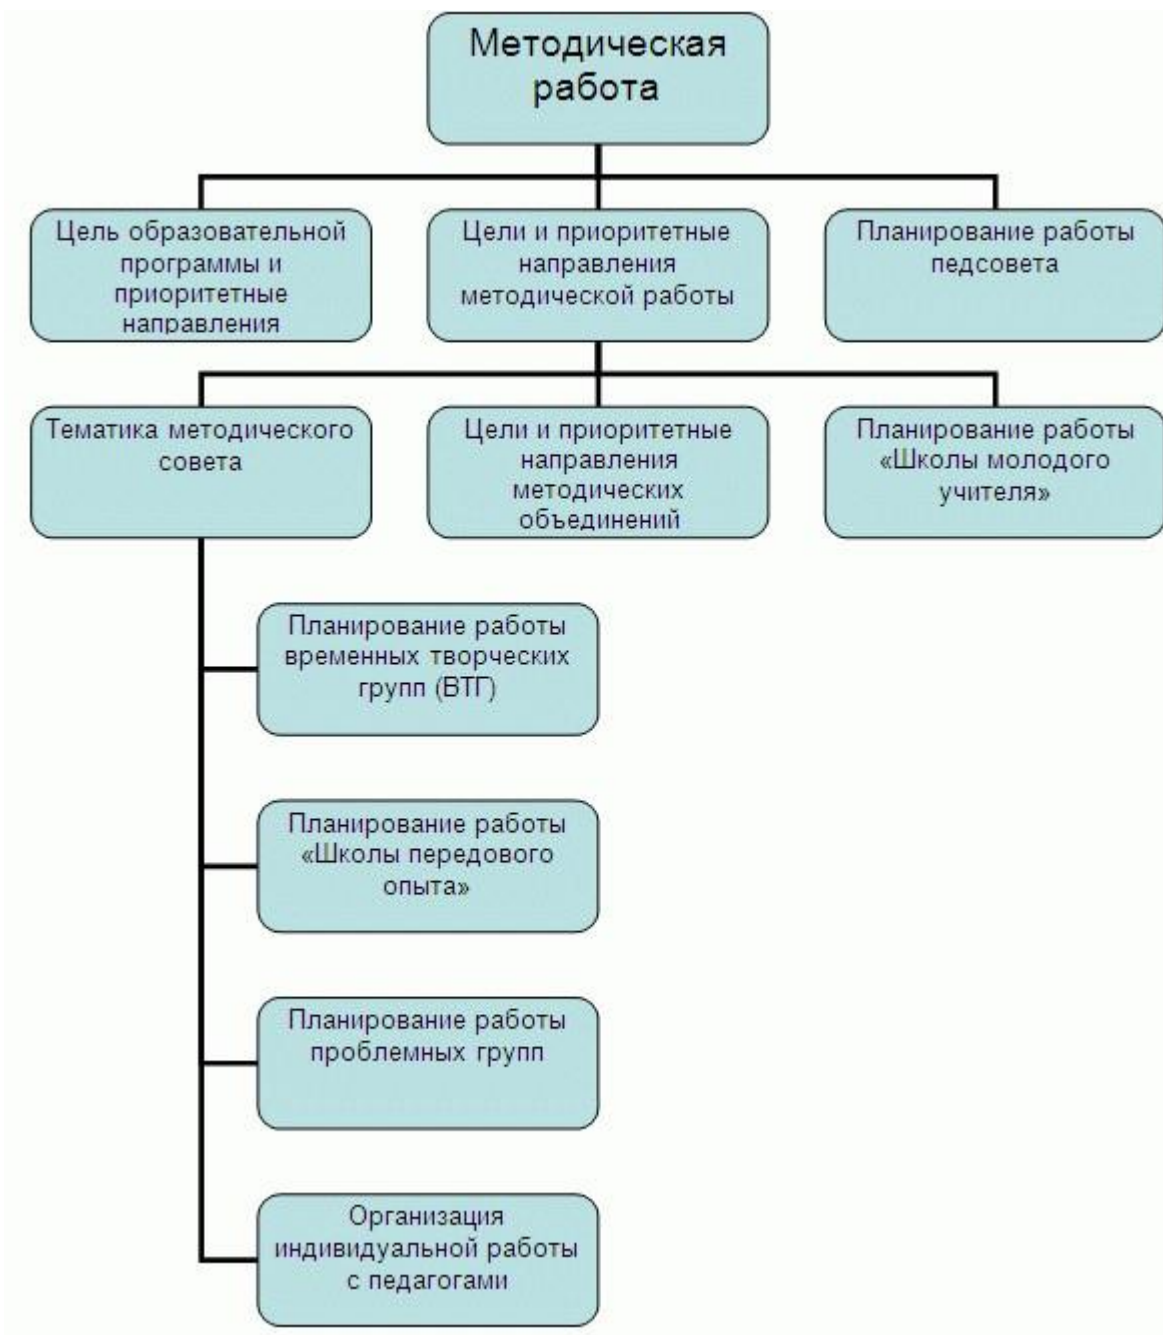 Методическая
работа
Цель образовательной
программы и
приоритетные
направления
Цели и приоритетные
направления
методической работы
Планирование работы
педсовета
Тематика методического
совета
Цели и приоритетные
направления
методических
объединений
Планирование работы
«Школы молодого
учителя»
Планирование работы
временных творческих
групп (ВТГ)
Планирование работы
«Школы передового
опыта»
Планирование работы
проблемных групп
Организация
индивидуальной работы
с педагогами